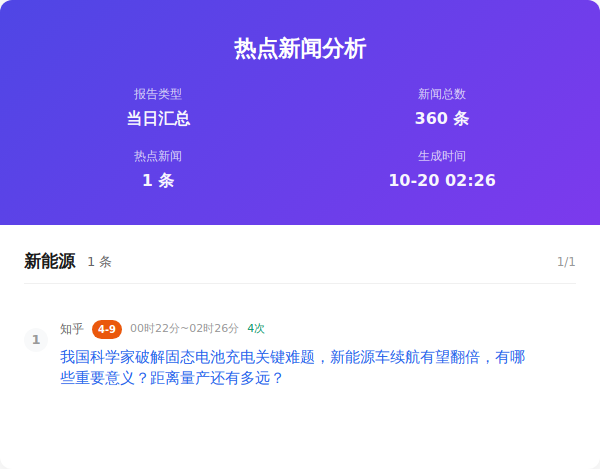 热点新闻分析
报告类型
新闻总数
当日汇总
360 条
热点新闻
生成时间
1 条
10-20 02:26
新能源 1 条 1/1
1 知乎 4-9 00时22分~02时26分 4次
我国科学家破解固态电池充电关键难题，新能源车续航有望翻倍，有哪
些重要意义？距离量产还有多远？